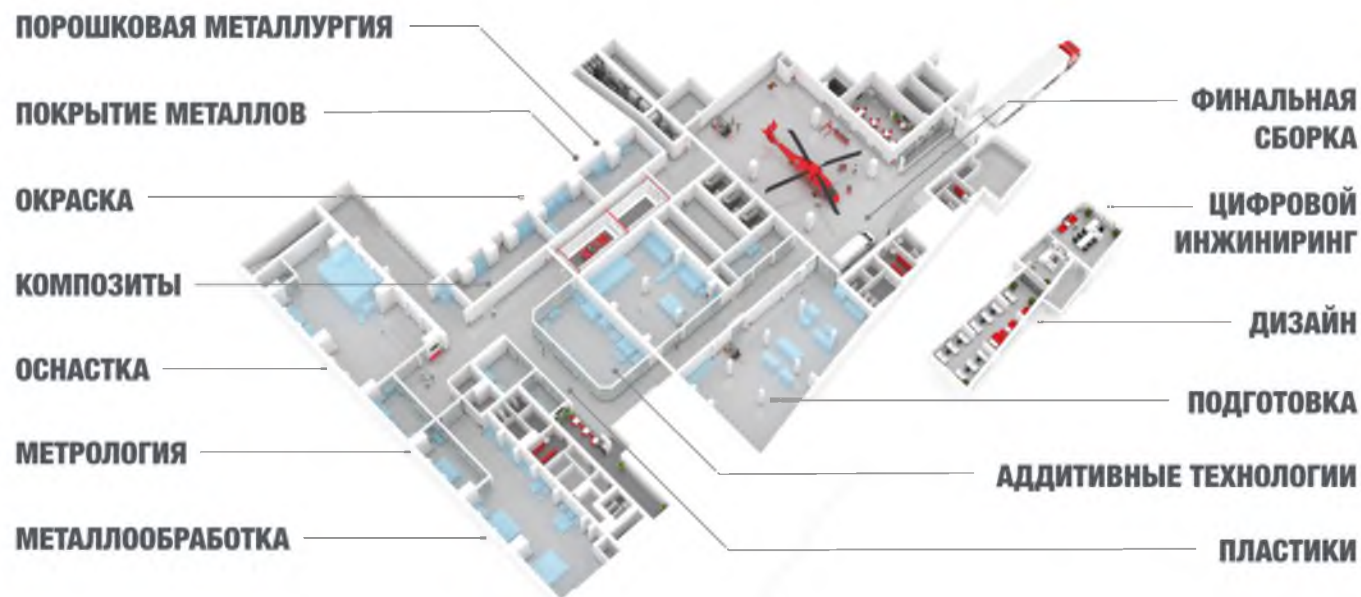 ПОРОШКОВАЯ МЕТАЛЛУРГИЯ
ПОКРЫТИЕ МЕТАЛЛОВ
ОКРАСКА
КОМПОЗИТЫ
ОСНАСТКА
МЕТРОЛОГИЯ
МЕТАЛЛООБРАБОТКА
ФИНАЛЬНАЯ
СБОРКА
ЦИФРОВОЙ
ИНЖИНИРИНГ
ДИЗАЙН
ПОДГОТОВКА
АДДИТИВНЫЕ ТЕХНОЛОГИИ
ПЛАСТИКИ